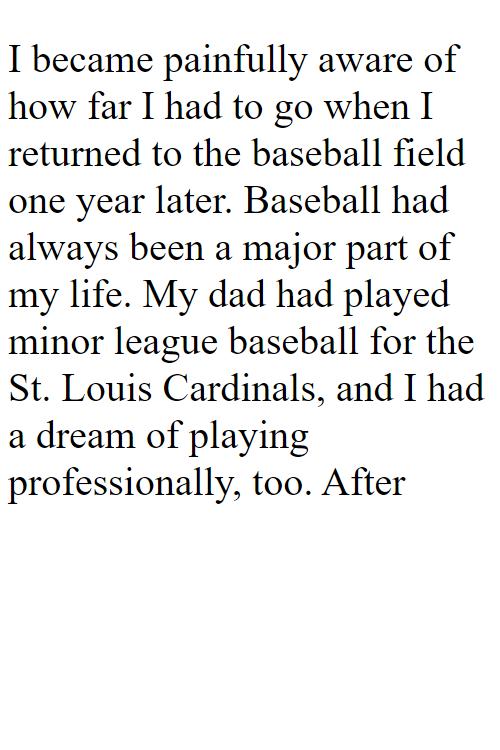 I became painfully aware of
how far I had to go when I
returned to the baseball field
one year later. Baseball had
always been a major part of
my life. My dad had played
minor league baseball for the
St. Louis Cardinals, and I had
a dream of playing
professionally, too. After